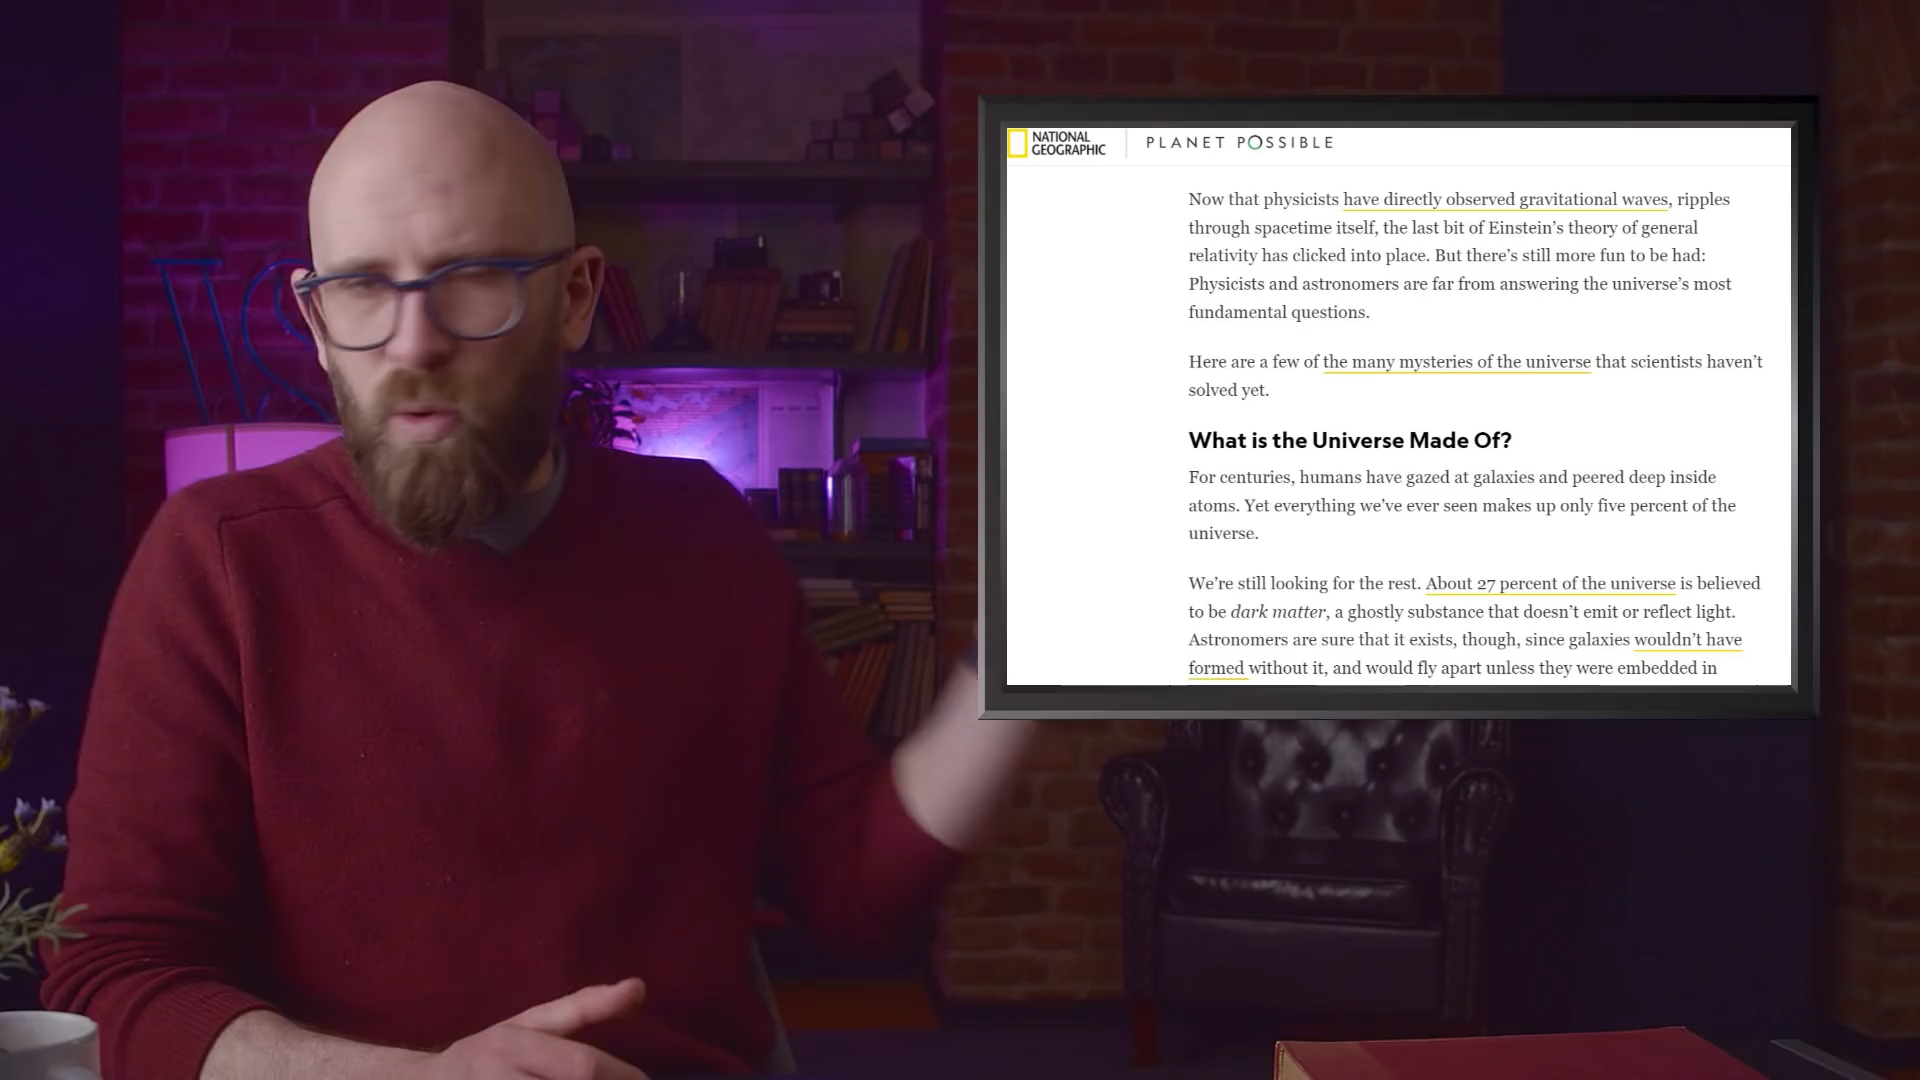 NATIONAL
GEOGRAPHIC
PLANET POSSIBLE
Now that physicists have directly observed gravitational waves, ripples
through spacetime itself, the last bit of Einstein’s theory of general
relativity has clicked into place. But there’s still more fun to be had:
Physicists and astronomers are far from answering the universe’s most
fundamental questions.
Here are a few of the many mysteries of the universe that scientists haven’t
solved yet.
What is the Universe Made Of?
For centuries, humans have gazed at galaxies and peered deep inside
atoms. Yet everything we’ve ever seen makes up only five percent of the
universe.
We’re still looking for the rest. About 27 percent of the universe is believed
to be dark matter, a ghostly substance that doesn’t emit or reflect light.
Astronomers are sure that it exists, though, since galaxies wouldn’t have
formed without it, and would fly apart unless they were embedded in